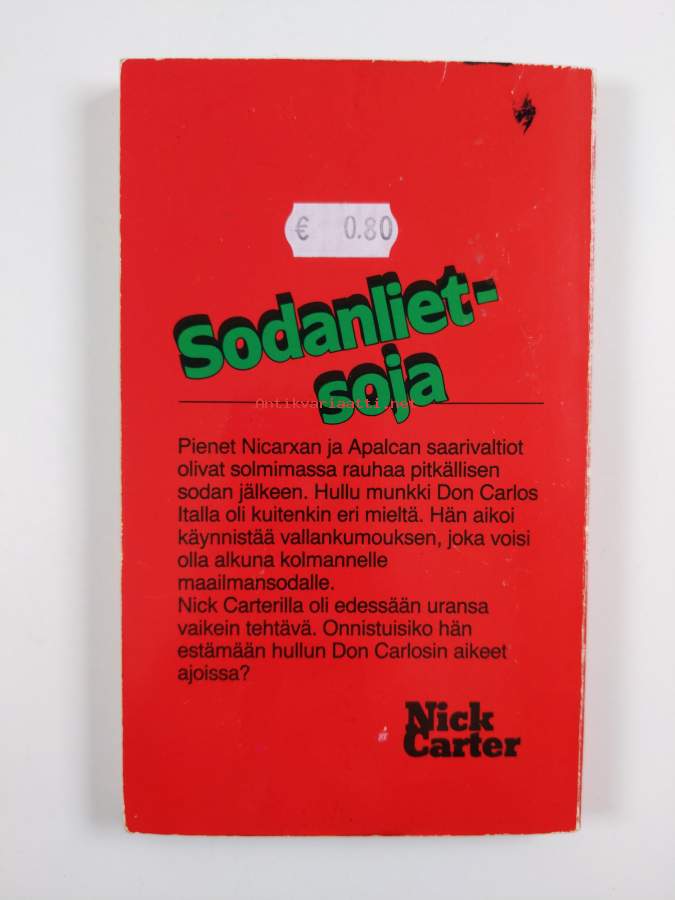 € 0.80
Sodanliet-
soja
Antikvariaatti.net
Pienet Nicarxan ja Apalcan saarivaltiot
olivat solmimassa rauhaa pitkällisen
sodan jälkeen. Hullu munkki Don Carlos
Italla oli kuitenkin eri mieltä. Hän aikoi
käynnistää vallankumouksen, joka voisi
olla alkuna kolmannelle
maailmansodalle.
Nick Carterilla oli edessään uransa
vaikein tehtävä. Onnistuisiko hän
estämään hullun Don Carlosin aikeet
ajoissa?
Nick
Carter